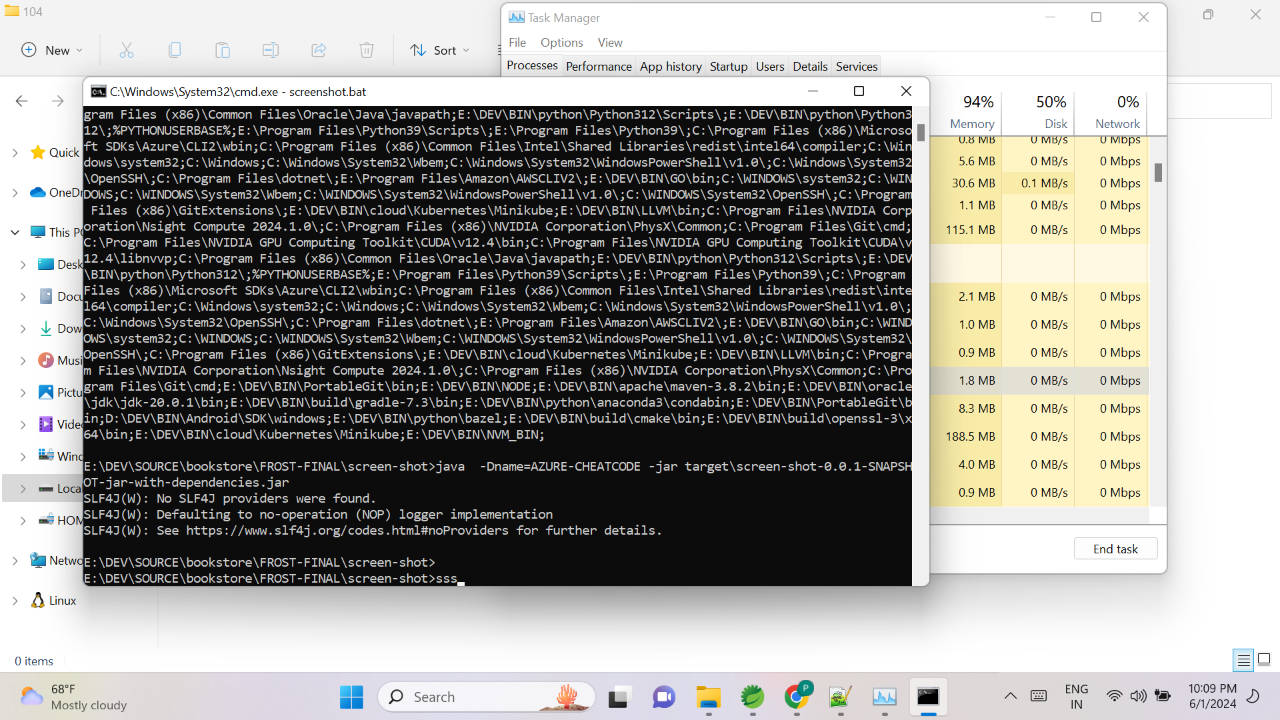 104
New
Sort
Task Manager
File Options View
Processes Performance App history Startup Users Details Services
94% 50% 0%
Memory Disk Network
0.8 MB 0 MB/s 0 Mbps
5.6 MB 0 MB/s 0 Mbps
30.6 MB 0.1 MB/s 0 Mbps
1.1 MB 0 MB/s 0 Mbps
115.1 MB 0 MB/s 0 Mbps
2.1 MB 0 MB/s 0 Mbps
1.0 MB 0 MB/s 0 Mbps
0.9 MB 0 MB/s 0 Mbps
1.8 MB 0 MB/s 0 Mbps
8.3 MB 0 MB/s 0 Mbps
188.5 MB 0 MB/s 0 Mbps
4.0 MB 0 MB/s 0 Mbps
0.9 MB 0 MB/s 0 Mbps
End task
C:\Windows\System32\cmd.exe - screenshot.bat
gram Files (x86)\Common Files\Oracle\Java\javapath;E:\DEV\BIN\python\Python312\Scripts\;E:\DEV\BIN\python\Python3
12\;%PYTHONUSERBASE%;E:\Program Files\Python39\Scripts\;E:\Program Files\Python39\;C:\Program Files (x86)\Microso
ft SDKs\Azure\CLI2\wbin;C:\Program Files (x86)\Common Files\Intel\Shared Libraries\redist\intel64\compiler;C:\Win
dows\system32;C:\Windows;C:\Windows\System32\Wbem;C:\Windows\System32\WindowsPowerShell\v1.0\;C:\Windows\System32
\OpenSSH\;C:\Program Files\dotnet\;E:\Program Files\Amazon\AWSCLIV2\;E:\DEV\BIN\GO\bin;C:\WINDOWS\system32;C:\WIN
DOWS;C:\WINDOWS\System32\Wbem;C:\WINDOWS\System32\WindowsPowerShell\v1.0\;C:\WINDOWS\System32\OpenSSH\;C:\Program
Files (x86)\GitExtensions\;E:\DEV\BIN\cloud\Kubernetes\Minikube;E:\DEV\BIN\LLVM\bin;C:\Program Files\NVIDIA Corp
oration\Nsight Compute 2024.1.0\;C:\Program Files (x86)\NVIDIA Corporation\PhysX\Common;C:\Program Files\Git\cmd;
C:\Program Files\NVIDIA GPU Computing Toolkit\CUDA\v12.4\bin;C:\Program Files\NVIDIA GPU Computing Toolkit\CUDA\v
12.4\libnvvp;C:\Program Files (x86)\Common Files\Oracle\Java\javapath;E:\DEV\BIN\python\Python312\Scripts\;E:\DEV
\BIN\python\Python312\;%PYTHONUSERBASE%;E:\Program Files\Python39\Scripts\;E:\Program Files\Python39\;C:\Program
Files (x86)\Microsoft SDKs\Azure\CLI2\wbin;C:\Program Files (x86)\Common Files\Intel\Shared Libraries\redist\inte
l64\compiler;C:\Windows\system32;C:\Windows;C:\Windows\System32\Wbem;C:\Windows\System32\WindowsPowerShell\v1.0\;
C:\Windows\System32\OpenSSH\;C:\Program Files\dotnet\;E:\Program Files\Amazon\AWSCLIV2\;E:\DEV\BIN\GO\bin;C:\WIND
OWS\system32;C:\WINDOWS;C:\WINDOWS\System32\Wbem;C:\WINDOWS\System32\WindowsPowerShell\v1.0\;C:\WINDOWS\System32\
OpenSSH\;C:\Program Files (x86)\GitExtensions\;E:\DEV\BIN\cloud\Kubernetes\Minikube;E:\DEV\BIN\LLVM\bin;C:\Progra
m Files\NVIDIA Corporation\Nsight Compute 2024.1.0\;C:\Program Files (x86)\NVIDIA Corporation\PhysX\Common;C:\Pro
gram Files\Git\cmd;E:\DEV\BIN\PortableGit\bin;E:\DEV\BIN\NODE;E:\DEV\BIN\apache\maven-3.8.2\bin;E:\DEV\BIN\oracle
\jdk\jdk-20.0.1\bin;E:\DEV\BIN\build\gradle-7.3\bin;E:\DEV\BIN\python\anaconda3\condabin;E:\DEV\BIN\PortableGit\b
in;D:\DEV\BIN\Android\SDK\windows;E:\DEV\BIN\python\bazel;E:\DEV\BIN\build\cmake\bin;E:\DEV\BIN\build\openssl-3\x
64\bin;E:\DEV\BIN\cloud\Kubernetes\Minikube;E:\DEV\BIN\NVM_BIN;
E:\DEV\SOURCE\bookstore\FROST-FINAL\screen-shot>java  -Dname=AZURE-CHEATCODE -jar target\screen-shot-0.0.1-SNAPSH
OT-jar-with-dependencies.jar
SLF4J(W): No SLF4J providers were found.
SLF4J(W): Defaulting to no-operation (NOP) logger implementation
SLF4J(W): See https://www.slf4j.org/codes.html#noProviders for further details.
E:\DEV\SOURCE\bookstore\FROST-FINAL\screen-shot>
E:\DEV\SOURCE\bookstore\FROST-FINAL\screen-shot>sss
Quick
OneDr
This PC
Desk
Docu
Dow
Musi
Pictu
Video
Wind
Loca
HOM
Netwo
Linux
0 items
68°F
Mostly cloudy
Search
P
ENG
IN
10:09 PM
6/1/2024